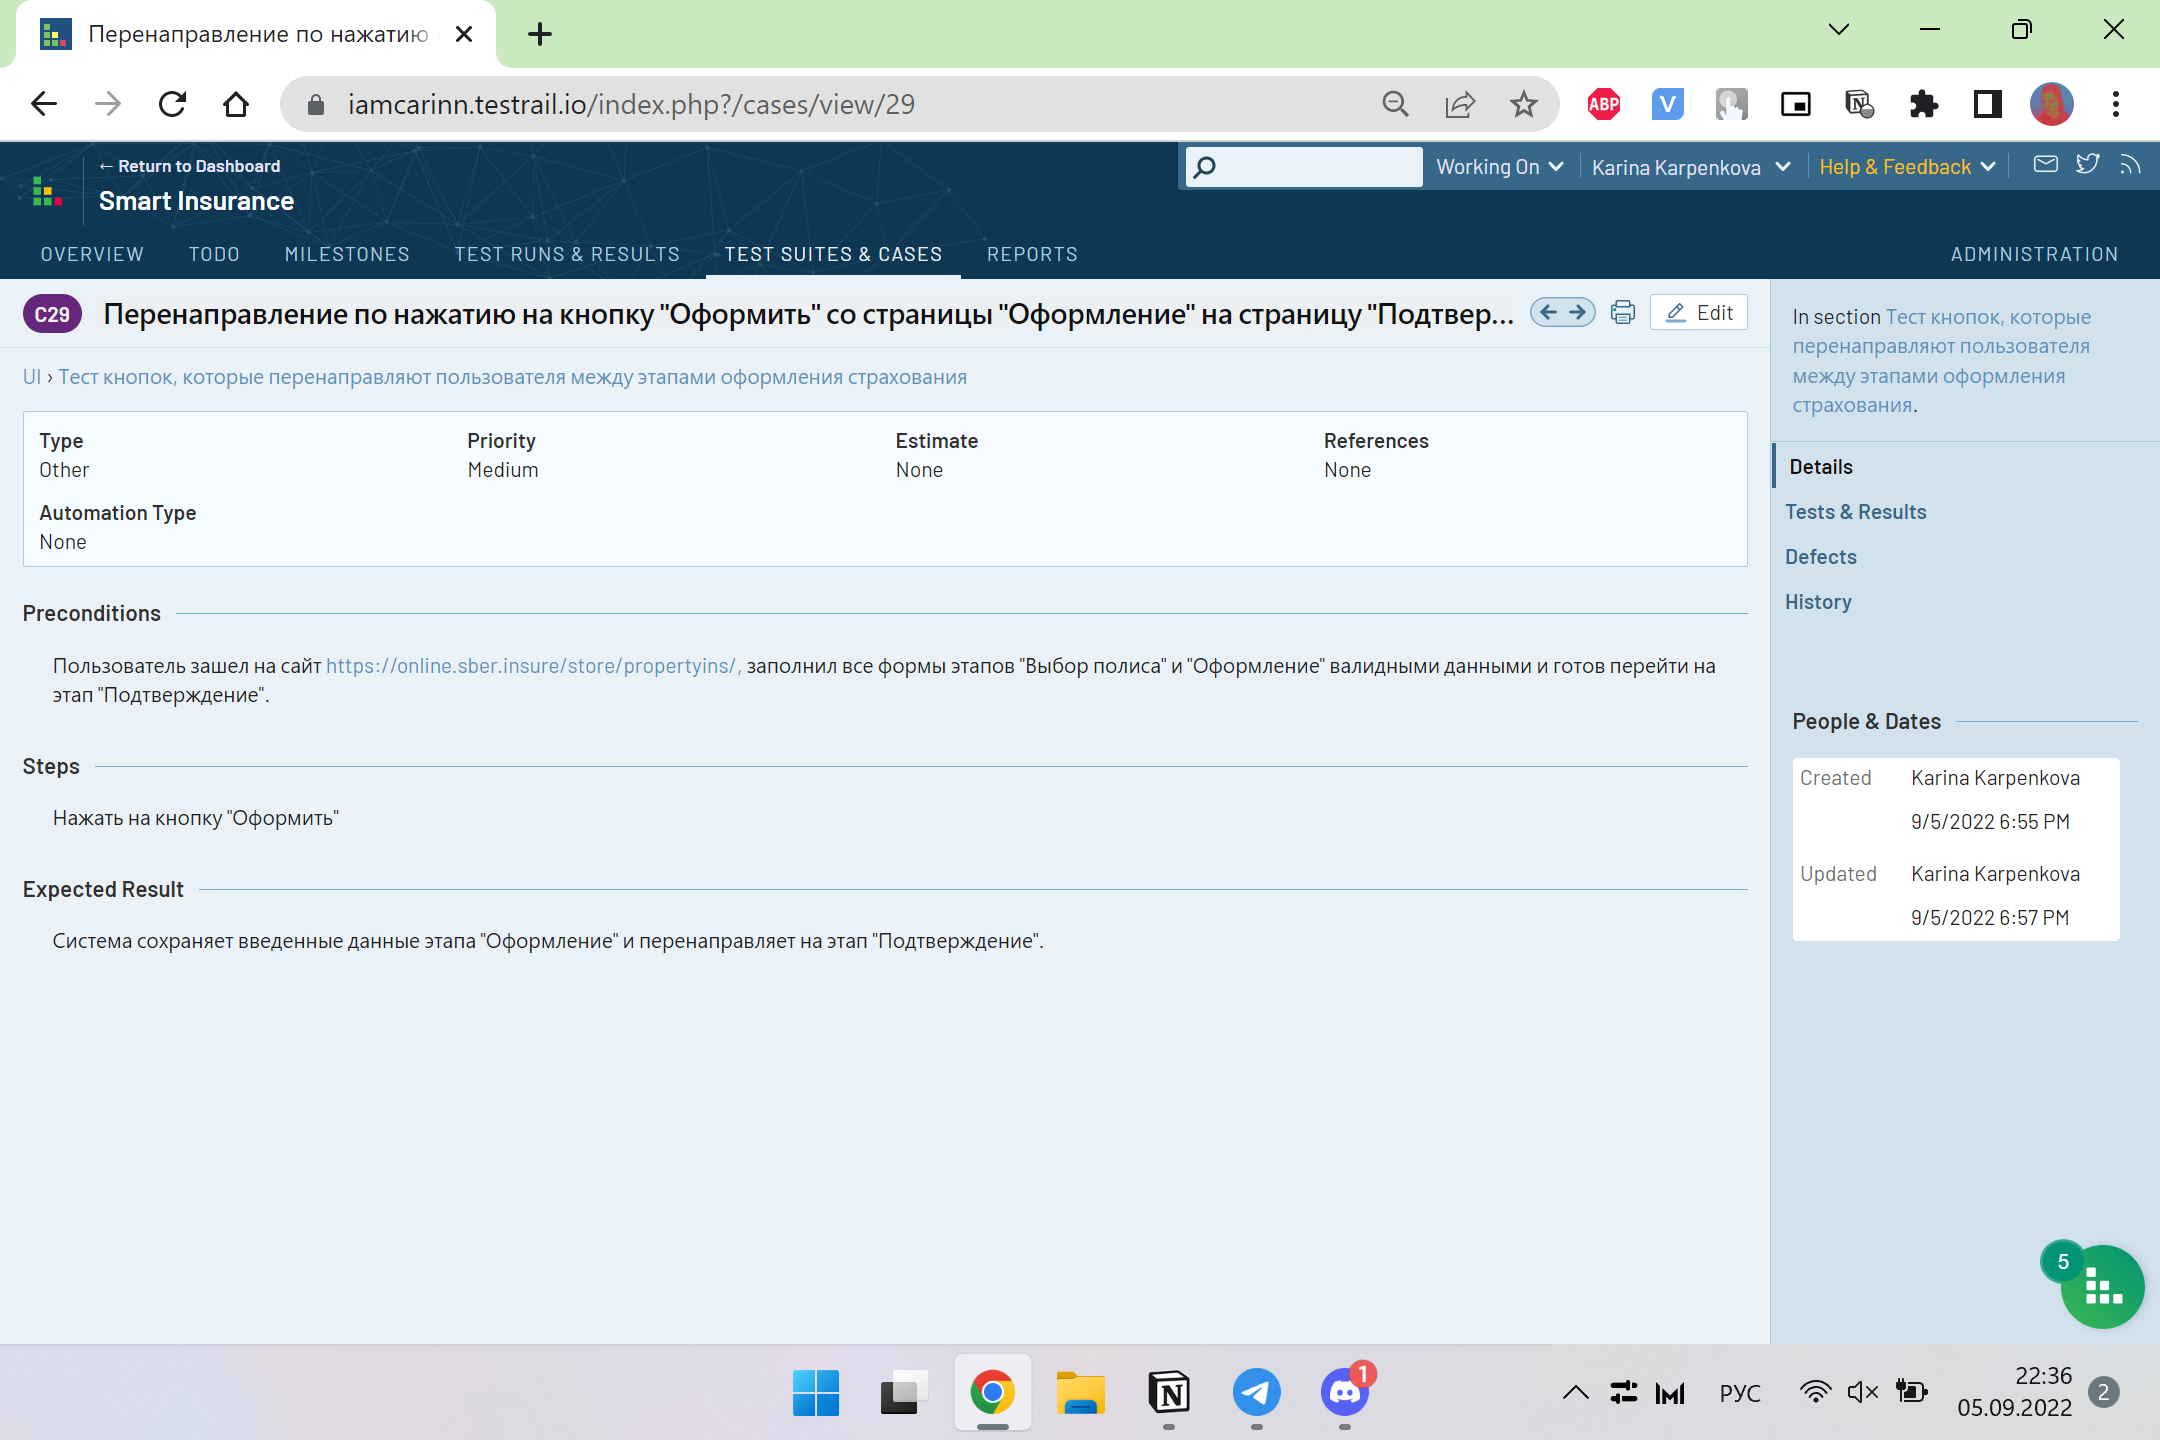 Перенаправление по нажатию
iamcarinn.testrail.io/index.php?/cases/view/29
ABP
V
← Return to Dashboard
Smart Insurance
Working On
Karina Karpenkova
Help & Feedback
OVERVIEW
TODO
MILESTONES
TEST RUNS & RESULTS
TEST SUITES & CASES
REPORTS
ADMINISTRATION
C29
Перенаправление по нажатию на кнопку "Оформить" со страницы "Оформление" на страницу "Подтвер...
Edit
UI › Тест кнопок, которые перенаправляют пользователя между этапами оформления страхования
Type
Other
Priority
Medium
Estimate
None
References
None
Automation Type
None
Preconditions
Пользователь зашел на сайт https://online.sber.insure/store/propertyins/, заполнил все формы этапов "Выбор полиса" и "Оформление" валидными данными и готов перейти на
этап "Подтверждение".
Steps
Нажать на кнопку "Оформить"
Expected Result
Система сохраняет введенные данные этапа "Оформление" и перенаправляет на этап "Подтверждение".
In section Тест кнопок, которые
перенаправляют пользователя
между этапами оформления
страхования.
Details
Tests & Results
Defects
History
People & Dates
Created
Karina Karpenkova
9/5/2022 6:55 PM
Updated
Karina Karpenkova
9/5/2022 6:57 PM
5
1
РУС
22:36
05.09.2022
2